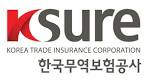 Ksure
KOREA TRADE INSURANCE CORPORATION
한국무역보험공사